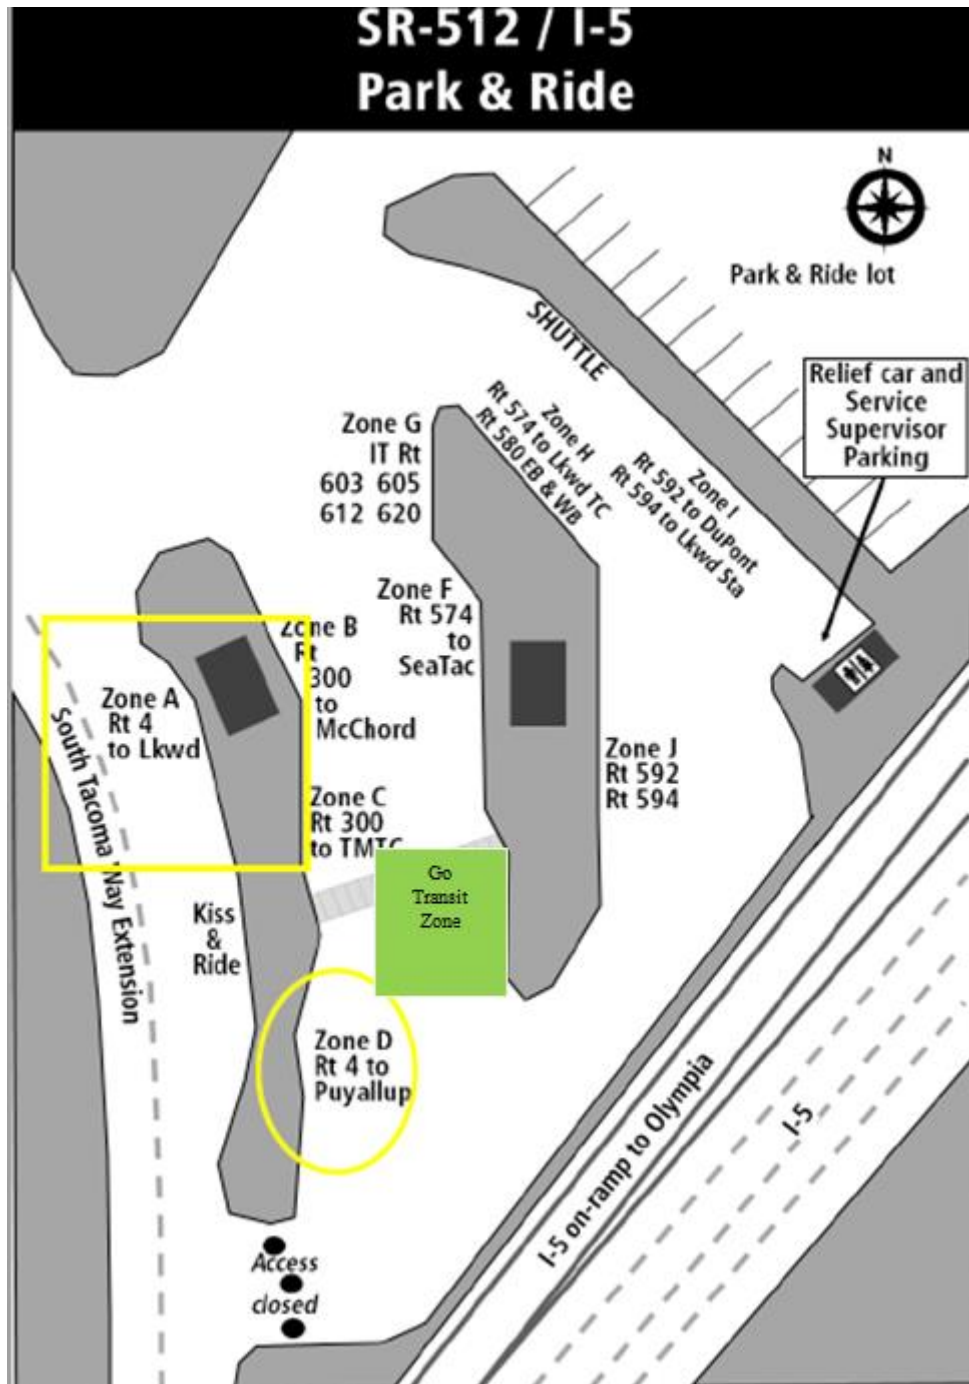 SR-512 / I-5
Park & Ride
N
Park & Ride lot
SHUTTLE
Relief car and
Service
Supervisor
Parking
Zone G
IT Rt
603 605
612 620
Zone H
Rt 574 to Lkwd TC
Rt 580 EB & WB
Zone I
Rt 592 to DuPont
Rt 594 to Lkwd Sta
Zone F
Rt 574
to
SeaTac
Zone B
Rt
300
to
McChord
Zone A
Rt 4
to Lkwd
South Tacoma Way Extension
Zone J
Rt 592
Rt 594
Zone C
Rt 300
to TMTC
Go
Transit
Zone
Kiss
&
Ride
Zone D
Rt 4 to
Puyallup
I-5 on-ramp to Olympia
I-5
Access
closed